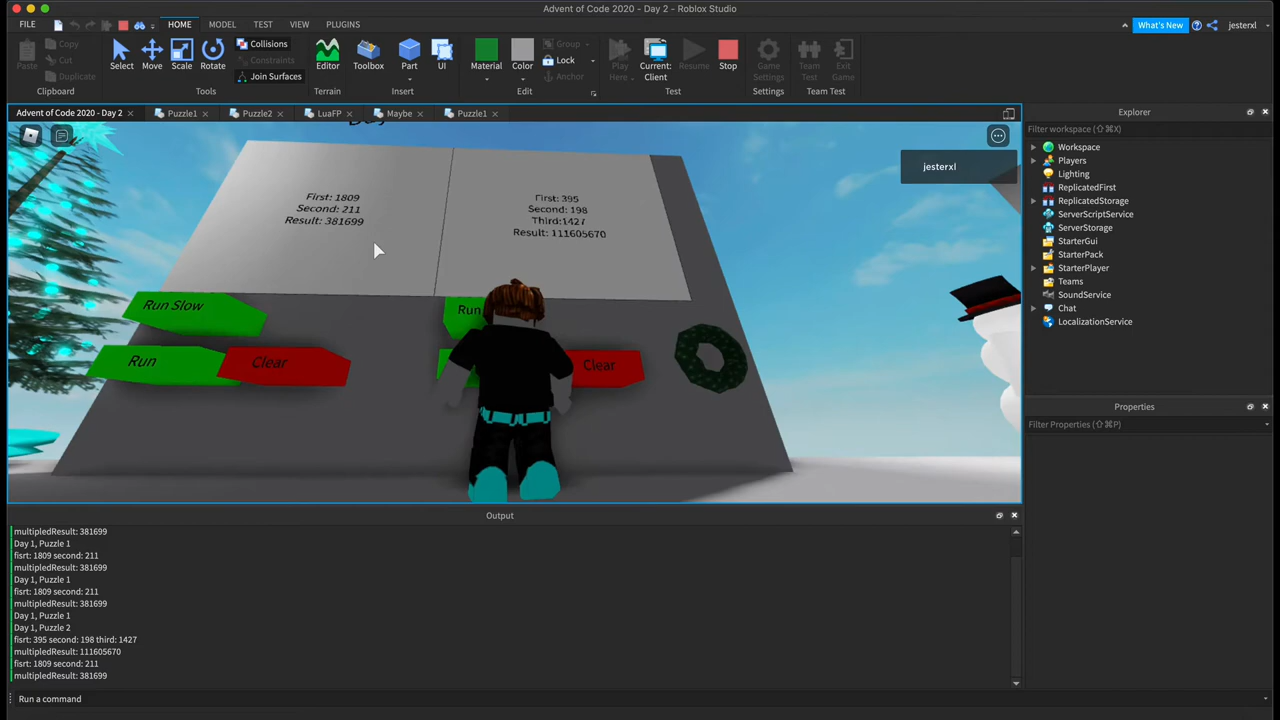 Advent of Code 2020 - Day 2 - Roblox Studio
FILE HOME MODEL TEST VIEW PLUGINS What's New jesterxl
Paste Copy Cut Duplicate Clipboard
Select Move Scale Rotate Collisions Constraints Join Surfaces Tools
Editor Terrain
Toolbox Part UI Insert
Material Color Group Lock Anchor Edit
Play Here Current: Client Resume Stop Test
Game Settings Settings
Team Test Exit Game Team Test
Advent of Code 2020 - Day 2 Puzzle1 Puzzle2 LuaFP Maybe Puzzle1
jesterxl
First: 1809
Second: 211
Result: 381699
First: 395
Second: 198
Third:1427
Result: 111605670
Run Slow
Run
Run Clear
Clear
Explorer
Filter workspace (⇧⌘X)
Workspace
Players
Lighting
ReplicatedFirst
ReplicatedStorage
ServerScriptService
ServerStorage
StarterGui
StarterPack
StarterPlayer
Teams
SoundService
Chat
LocalizationService
Properties
Filter Properties (⇧⌘P)
Output
multipledResult: 381699
Day 1, Puzzle 1
fisrt: 1809 second: 211
multipledResult: 381699
Day 1, Puzzle 1
fisrt: 1809 second: 211
multipledResult: 381699
Day 1, Puzzle 1
Day 1, Puzzle 2
fisrt: 395 second: 198 third: 1427
multipledResult: 111605670
fisrt: 1809 second: 211
multipledResult: 381699
Run a command